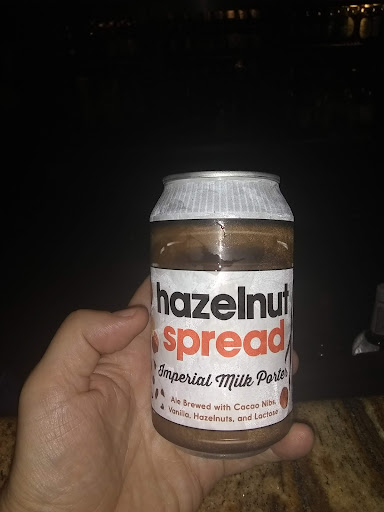 hazelnut
spread
Imperial Milk Porter
Ale Brewed with Cacao Nibs,
Vanilla, Hazelnuts, and Lactose